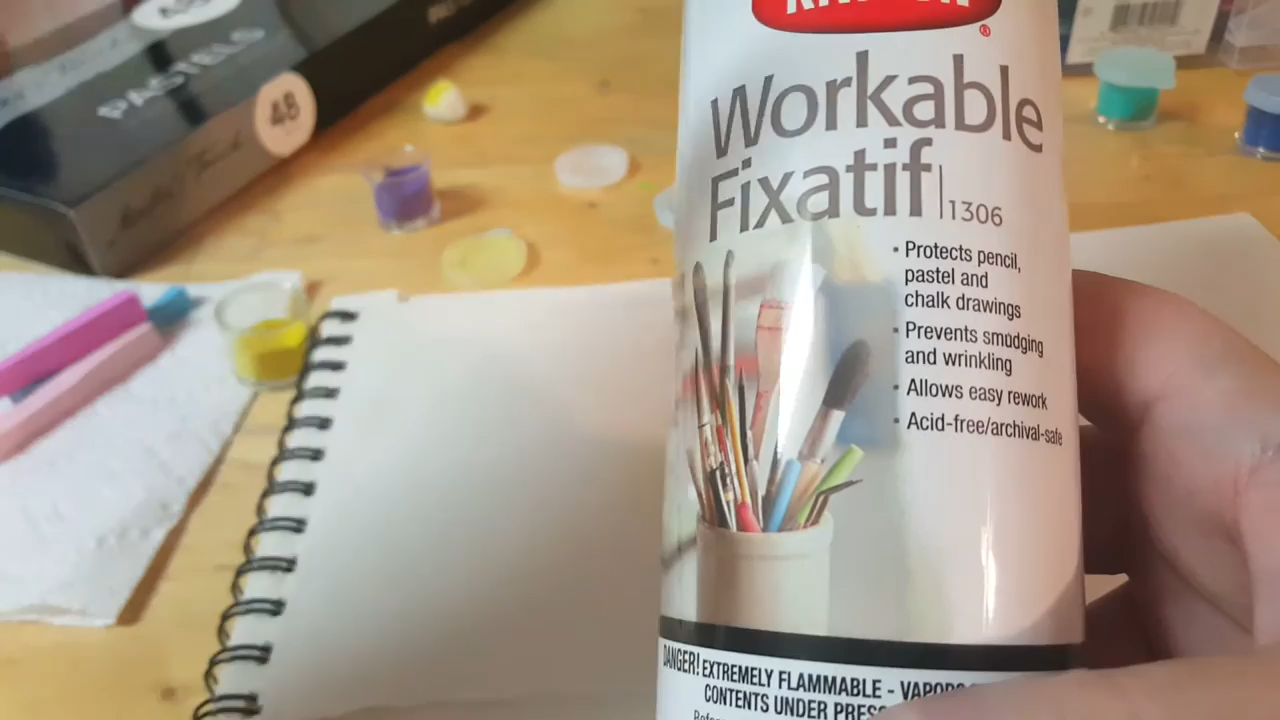 PASTELS
48
Workable
Fixatif
1306
• Protects pencil,
pastel and
chalk drawings
• Prevents smudging
and wrinkling
• Allows easy rework
• Acid-free/archival-safe
DANGER! EXTREMELY FLAMMABLE -
CONTENTS UNDER